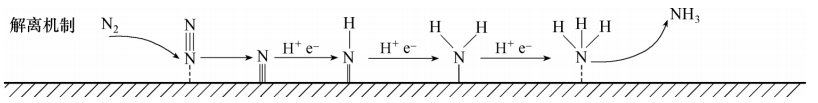 解离机制 N₂ NH₃
N H H H H H H
N N H⁺ e⁻ N H⁺ e⁻ N H⁺ e⁻ N